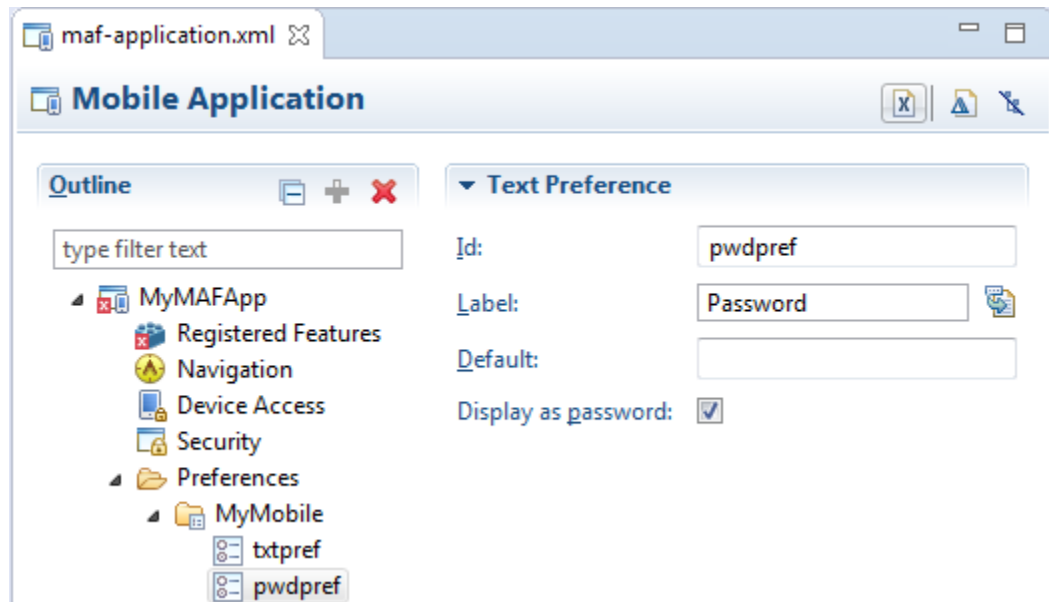 maf-application.xml
Mobile Application
Outline
type filter text
MyMAFApp
Registered Features
Navigation
Device Access
Security
Preferences
MyMobile
txtpref
pwdpref
Text Preference
Id: pwdpref
Label: Password
Default:
Display as password: